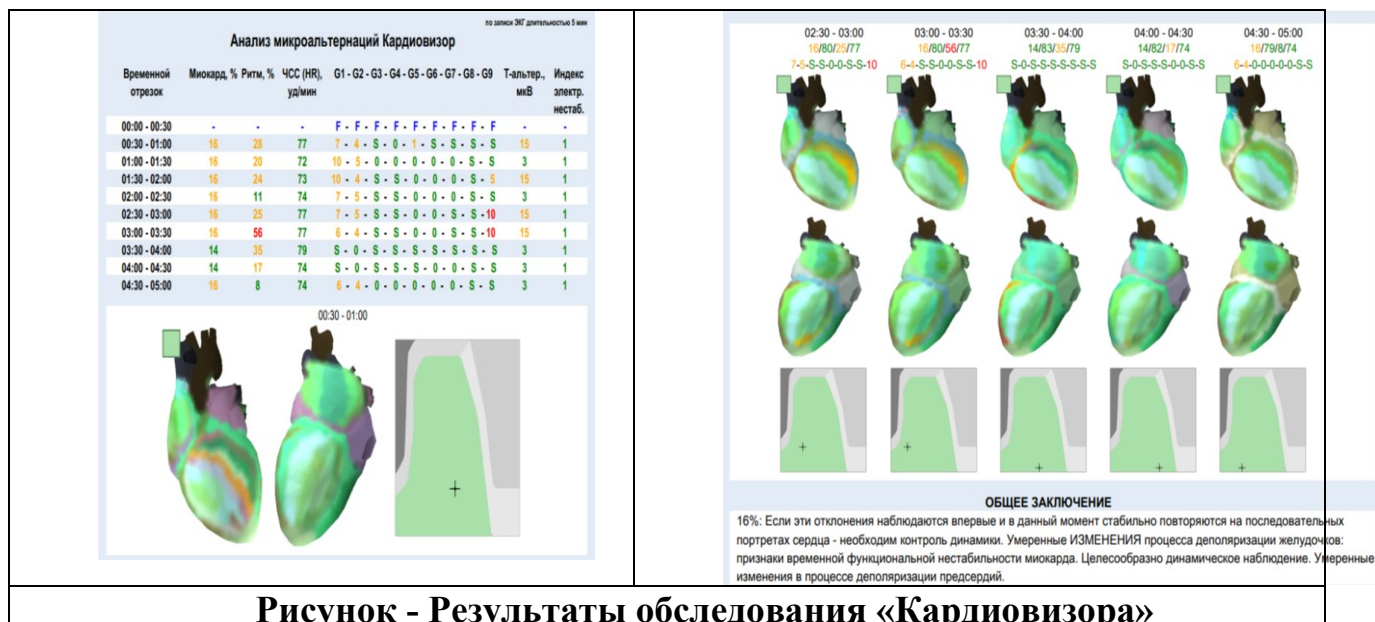 по записи ЭКГ длительностью 5 мин
Анализ микроальтернаций Кардиовизор
Временной отрезок Миокард, % Ритм, % ЧСС (HR), уд/мин G1 - G2 - G3 - G4 - G5 - G6 - G7 - G8 - G9 Т-альтер., мкВ Индекс электр. нестаб.
00:00 - 00:30 - - - F - F - F - F - F - F - F - F - F - -
00:30 - 01:00 16 28 77 7 - 4 - S - 0 - 1 - S - S - S - S 15 1
01:00 - 01:30 16 20 72 10 - 5 - 0 - 0 - 0 - 0 - 0 - S - S 3 1
01:30 - 02:00 16 24 73 10 - 4 - S - S - 0 - 0 - 0 - S - 5 15 1
02:00 - 02:30 16 11 74 7 - 5 - S - S - 0 - 0 - 0 - S - S 3 1
02:30 - 03:00 16 25 77 7 - 5 - S - S - 0 - 0 - S - S - 10 15 1
03:00 - 03:30 16 56 77 6 - 4 - S - S - 0 - 0 - S - S - 10 15 1
03:30 - 04:00 14 35 79 S - 0 - S - S - S - S - S - S - S 3 1
04:00 - 04:30 14 17 74 S - 0 - S - S - S - 0 - 0 - S - S 3 1
04:30 - 05:00 16 8 74 6 - 4 - 0 - 0 - 0 - 0 - 0 - S - S 3 1
00:30 - 01:00
02:30 - 03:00 03:00 - 03:30 03:30 - 04:00 04:00 - 04:30 04:30 - 05:00
16/80/25/77 16/80/56/77 14/83/35/79 14/82/17/74 16/79/8/74
7-5-S-S-0-0-S-S-10 6-4-S-S-0-0-S-S-10 S-0-S-S-S-S-S-S-S S-0-S-S-S-0-0-S-S 6-4-0-0-0-0-0-S-S
ОБЩЕЕ ЗАКЛЮЧЕНИЕ
16%: Если эти отклонения наблюдаются впервые и в данный момент стабильно повторяются на последовательных
портретах сердца - необходим контроль динамики. Умеренные ИЗМЕНЕНИЯ процесса деполяризации желудочков:
признаки временной функциональной нестабильности миокарда. Целесообразно динамическое наблюдение. Умеренные
изменения в процессе деполяризации предсердий.
Рисунок - Результаты обследования «Кардиовизора»